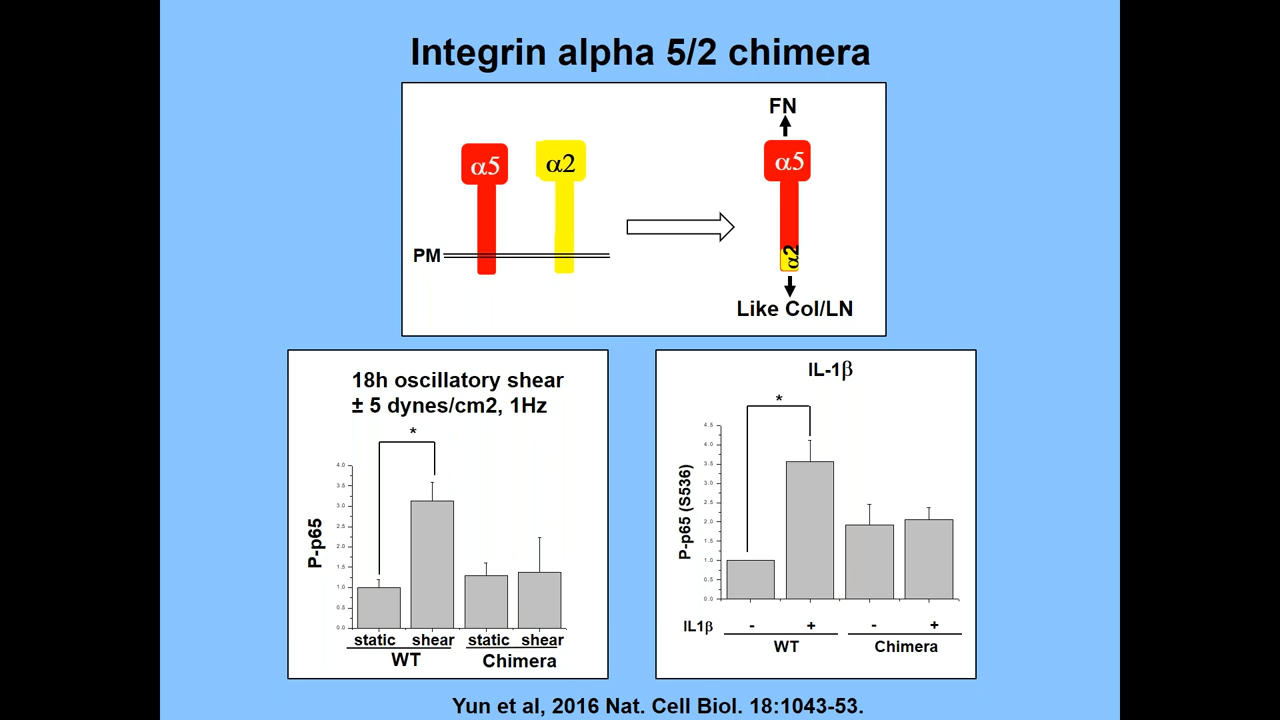 Integrin alpha 5/2 chimera
FN
α5
α2
α5
PM
α2
Like Col/LN
18h oscillatory shear
± 5 dynes/cm2, 1Hz
*
4.0
3.5
3.0
2.5
2.0
1.5
1.0
0.5
0.0
P-p65
static
shear
static
shear
WT
Chimera
IL-1β
*
4.5
4.0
3.5
3.0
2.5
2.0
1.5
1.0
0.5
0.0
P-p65 (S536)
IL1β
-
+
-
+
WT
Chimera
Yun et al, 2016 Nat. Cell Biol. 18:1043-53.